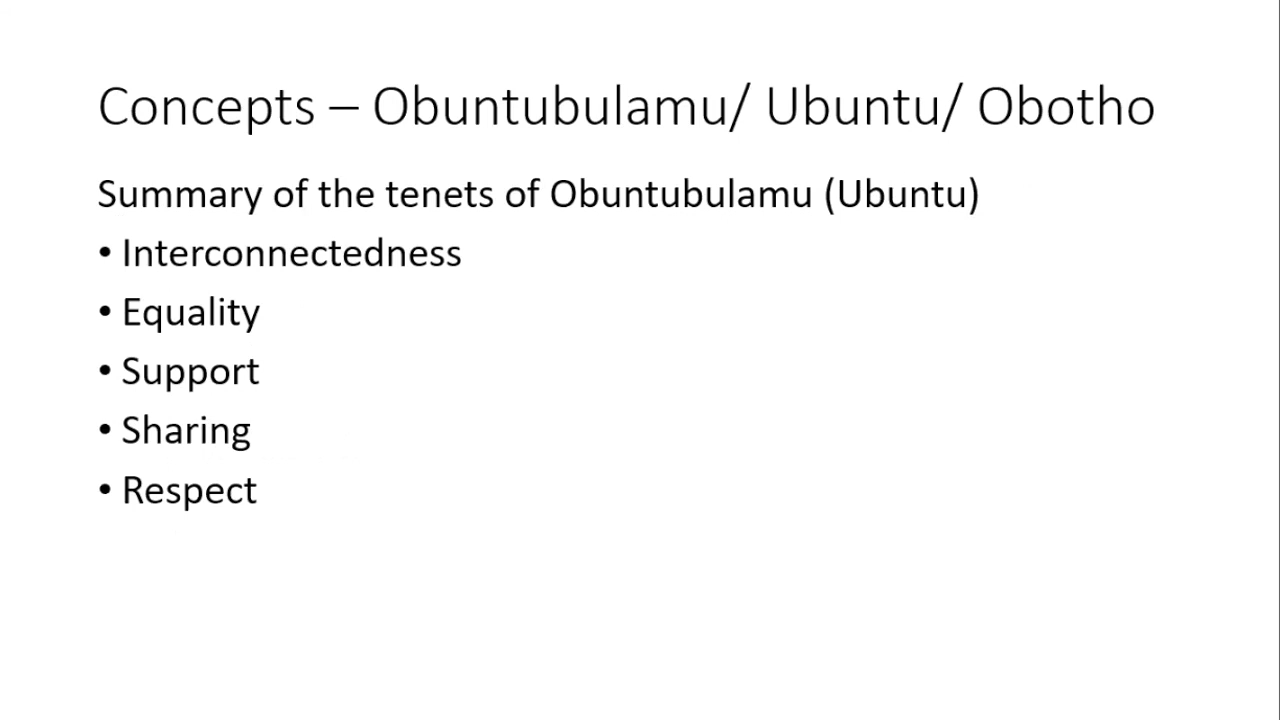 Concepts – Obuntubulamu/ Ubuntu/ Obotho
Summary of the tenets of Obuntubulamu (Ubuntu)
• Interconnectedness
• Equality
• Support
• Sharing
• Respect